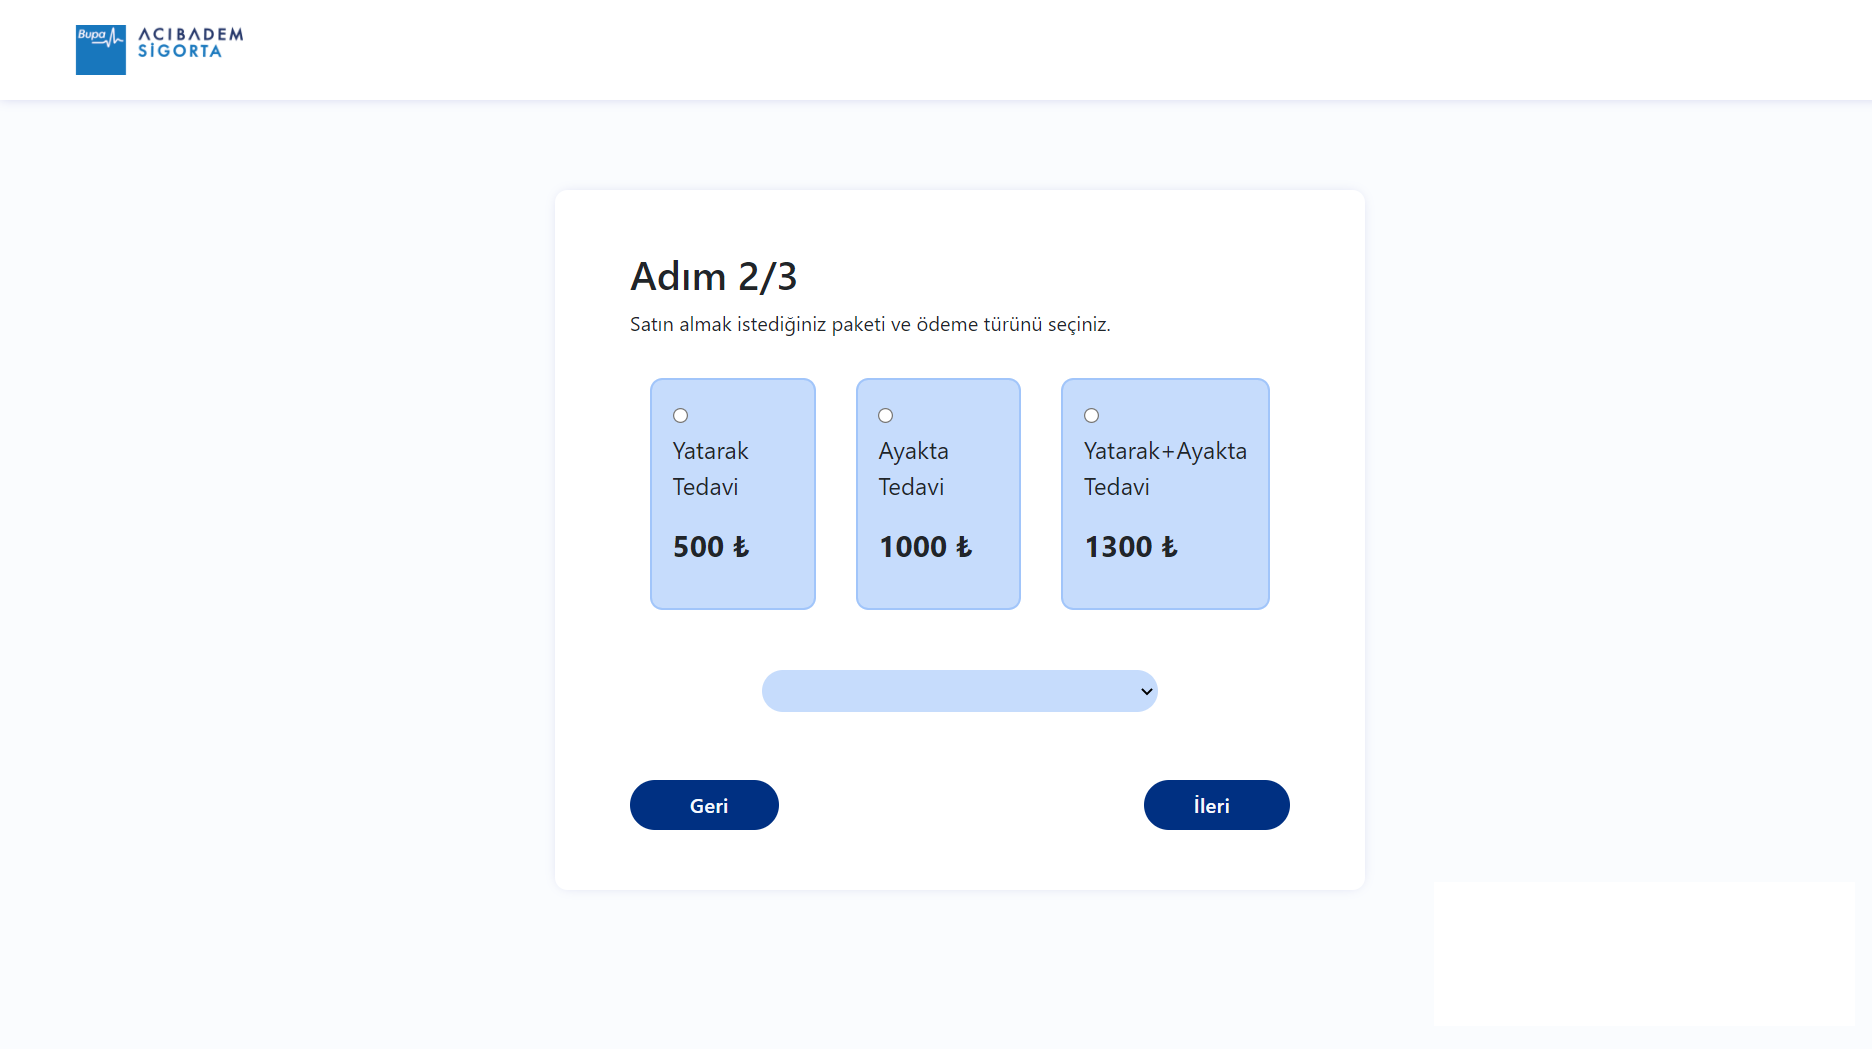 Bupa
ACIBADEM
SİGORTA
Adım 2/3
Satın almak istediğiniz paketi ve ödeme türünü seçiniz.
Yatarak
Tedavi
500 ₺
Ayakta
Tedavi
1000 ₺
Yatarak+Ayakta
Tedavi
1300 ₺
Geri
İleri